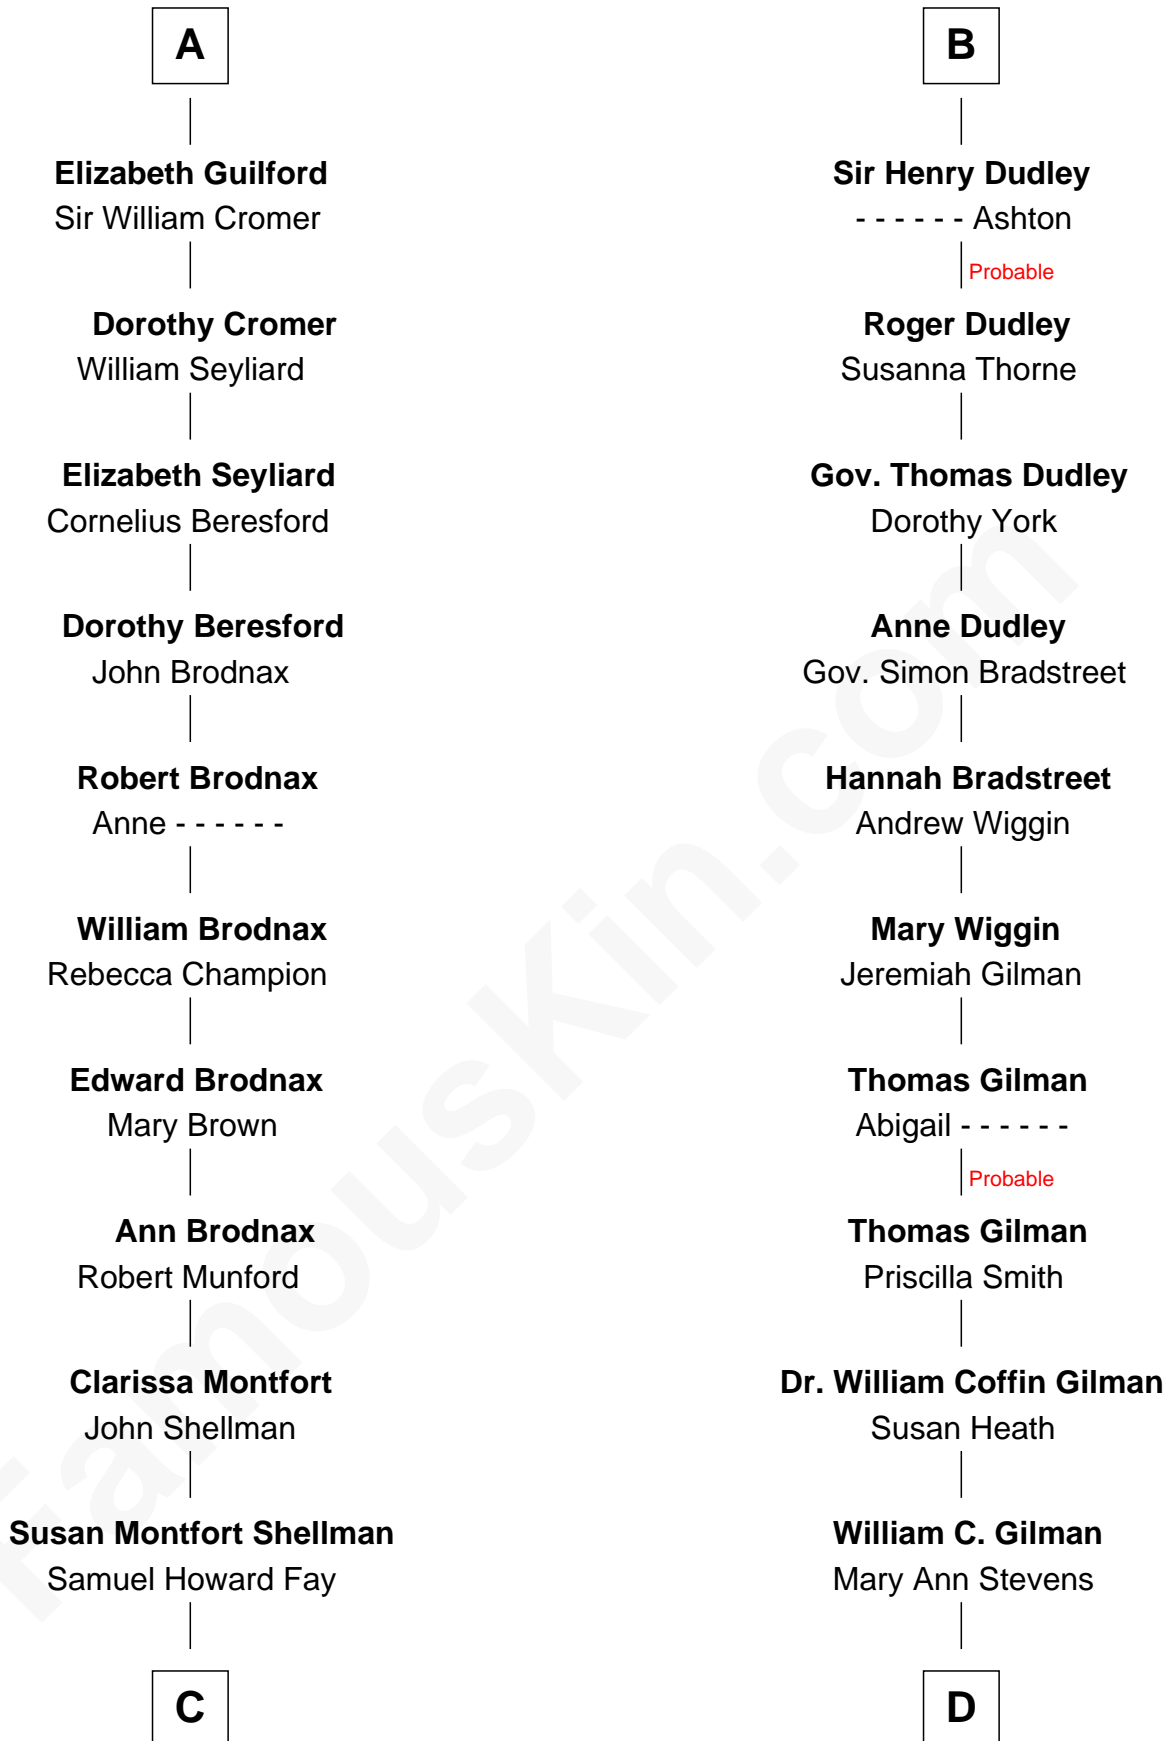 A
Elizabeth Guilford
Sir William Cromer
Dorothy Cromer
William Seyliard
Elizabeth Seyliard
Cornelius Beresford
Dorothy Beresford
John Brodnax
Robert Brodnax
Anne - - - - - -
William Brodnax
Rebecca Champion
Edward Brodnax
Mary Brown
Ann Brodnax
Robert Munford
Clarissa Montfort
John Shellman
Susan Montfort Shellman
Samuel Howard Fay
C
B
Sir Henry Dudley
- - - - - - Ashton
Probable
Roger Dudley
Susanna Thorne
Gov. Thomas Dudley
Dorothy York
Anne Dudley
Gov. Simon Bradstreet
Hannah Bradstreet
Andrew Wiggin
Mary Wiggin
Jeremiah Gilman
Thomas Gilman
Abigail - - - - - -
Probable
Thomas Gilman
Priscilla Smith
Dr. William Coffin Gilman
Susan Heath
William C. Gilman
Mary Ann Stevens
D
FamousKin.com